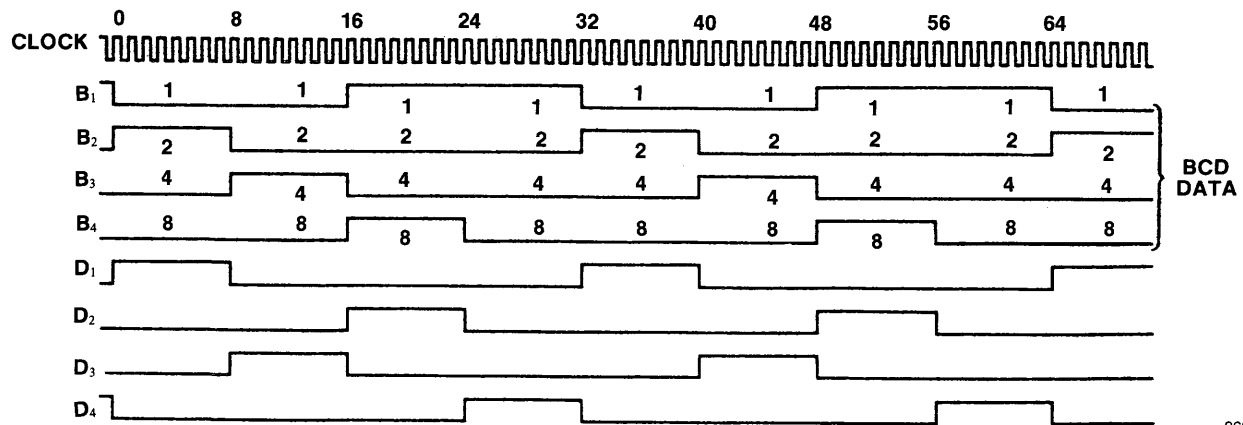 0 8 16 24 32 40 48 56 64
CLOCK
B₁ 1 1 1 1 1 1 1 1 1
B₂ 2 2 2 2 2 2 2 2 2
B₃ 4 4 4 4 4 4 4 4 4
B₄ 8 8 8 8 8 8 8 8 8
BCD
DATA
D₁
D₂
D₃
D₄